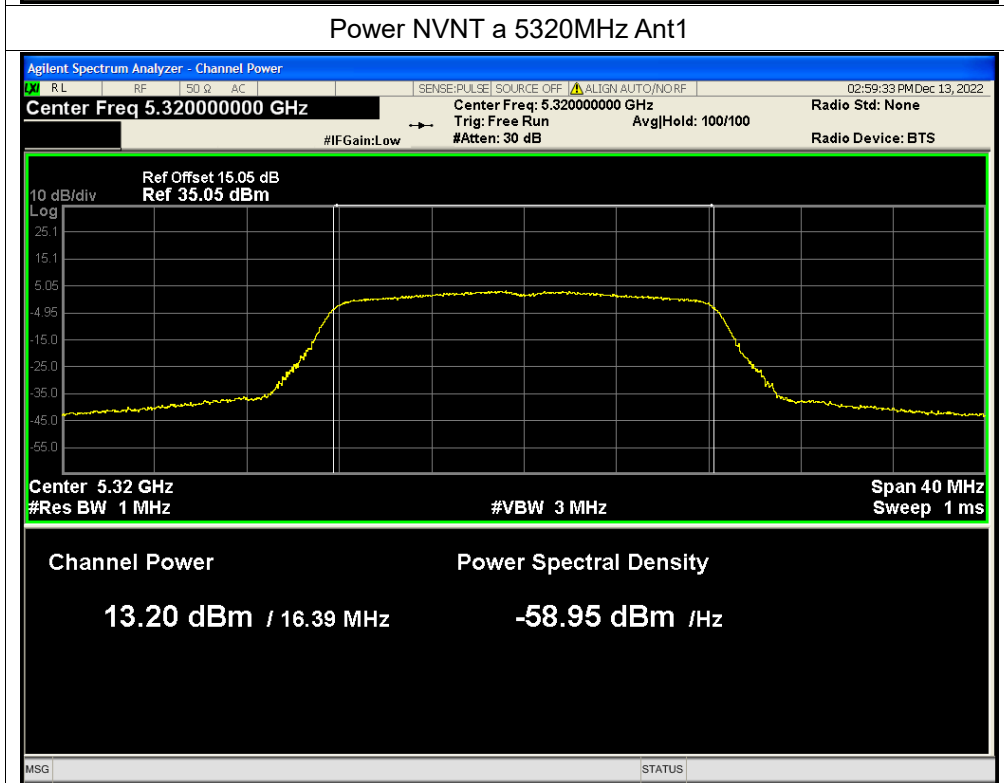 Power NVNT a 5320MHz Ant1
Agilent Spectrum Analyzer - Channel Power
LXI RL RF 50 Ω AC SENSE:PULSE SOURCE OFF ALIGN AUTO/NO RF 02:59:33 PM Dec 13, 2022
Center Freq 5.320000000 GHz Center Freq: 5.320000000 GHz Radio Std: None
Trig: Free Run Avg|Hold: 100/100
#IFGain:Low #Atten: 30 dB Radio Device: BTS
Ref Offset 15.05 dB
10 dB/div Ref 35.05 dBm
Log
25.1
15.1
5.05
-4.95
-15.0
-25.0
-35.0
-45.0
-55.0
Center 5.32 GHz Span 40 MHz
#Res BW 1 MHz #VBW 3 MHz Sweep 1 ms
Channel Power Power Spectral Density
13.20 dBm / 16.39 MHz -58.95 dBm /Hz
MSG STATUS